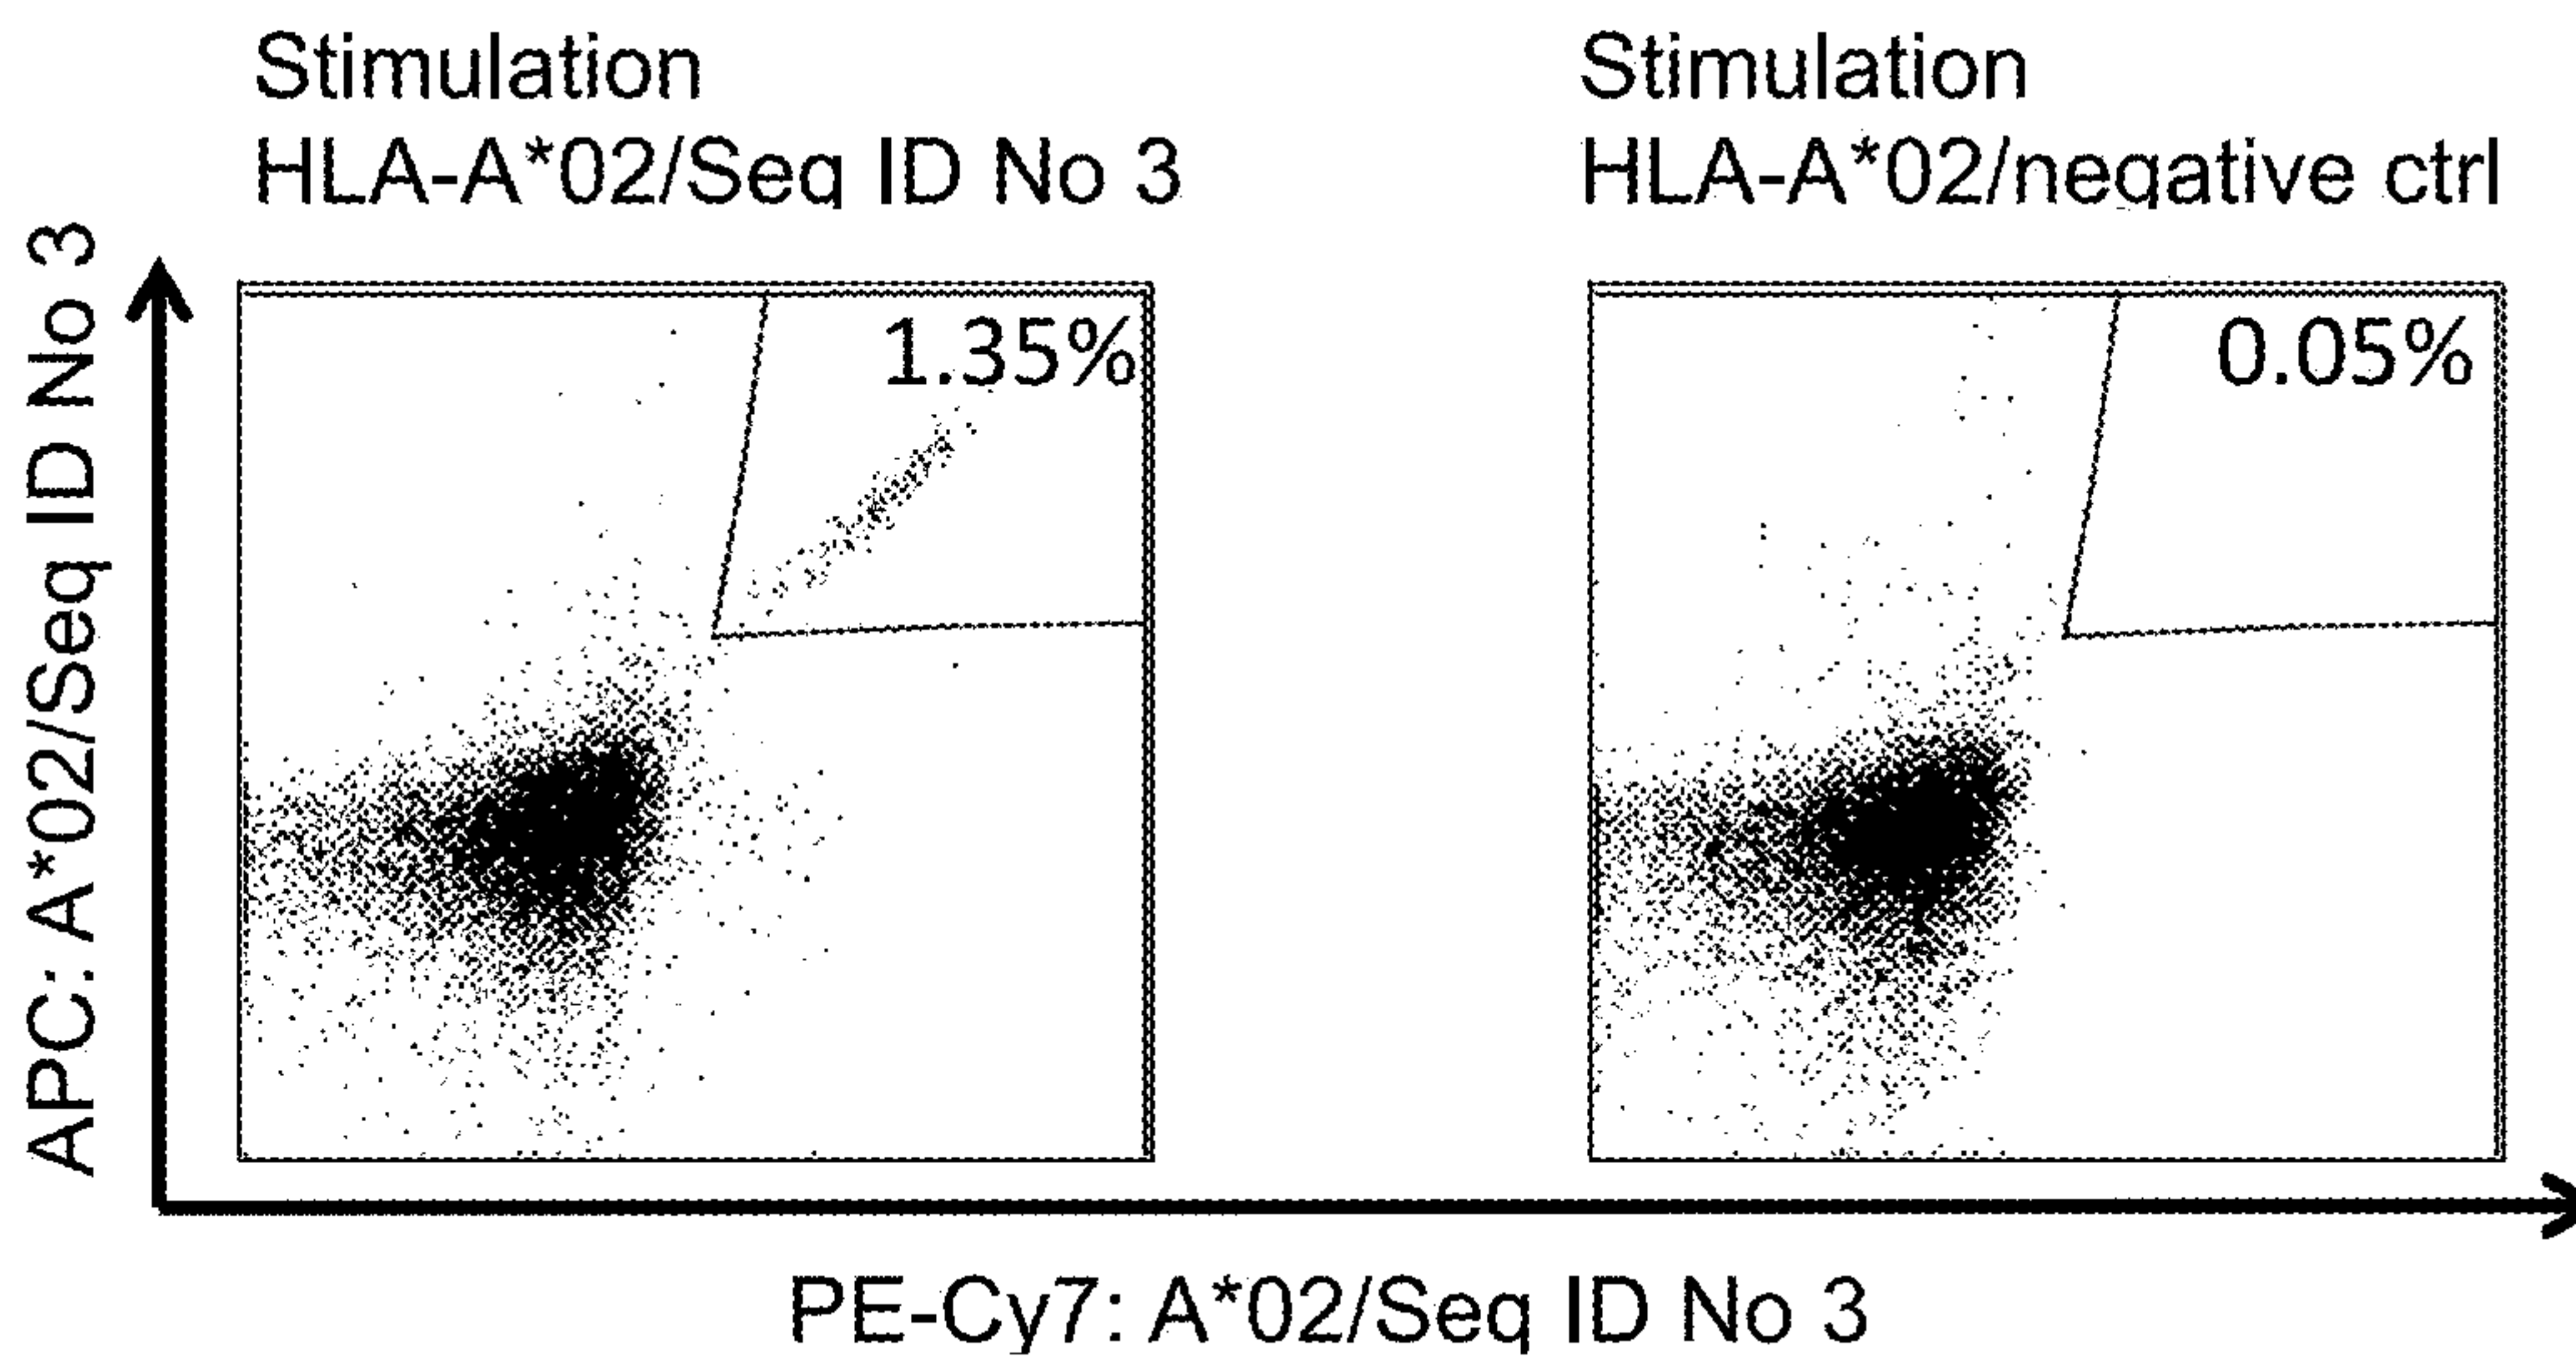 Stimulation
HLA-A*02/Seq ID No 3
Stimulation
HLA-A*02/negative ctrl
APC: A*02/Seq ID No 3
1.35%
0.05%
PE-Cy7: A*02/Seq ID No 3